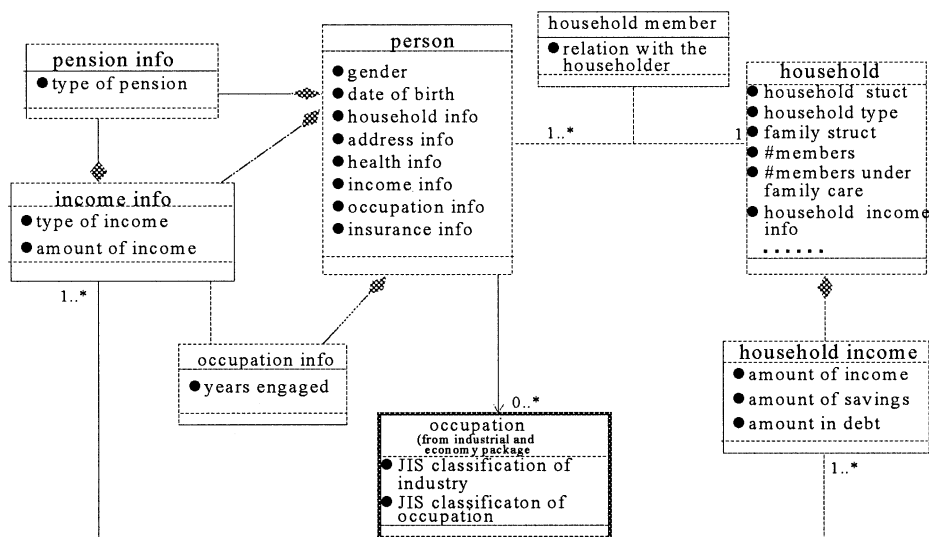 pension info
type of pension
person
gender
date of birth
household info
address info
health info
income info
occupation info
insurance info
household member
relation with the
householder
household
household stuct
household type
family struct
#members
#members under
family care
household income
info
......
1..*
1
income info
type of income
amount of income
1..*
occupation info
years engaged
0..*
occupation
(from industrial and
economy package
JIS classification of
industry
JIS classificaton of
occupation
household income
amount of income
amount of savings
amount in debt
1..*